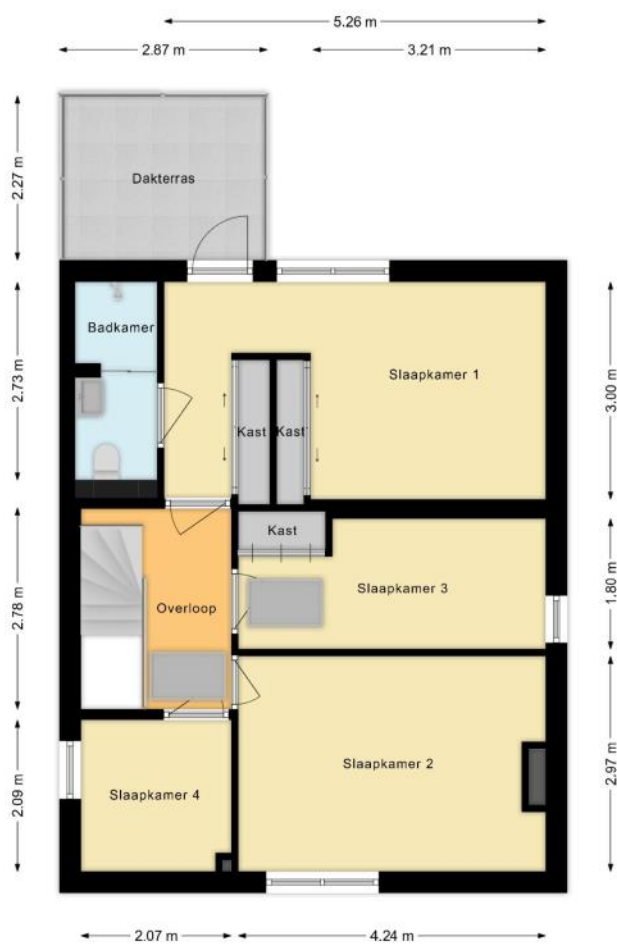 5.26 m
2.87 m
3.21 m
2.27 m
Dakterras
Badkamer
2.73 m
Slaapkamer 1
3.00 m
Kast
Kast
Kast
2.78 m
Overloop
Slaapkamer 3
1.80 m
Slaapkamer 2
2.97 m
2.09 m
Slaapkamer 4
2.07 m
4.24 m